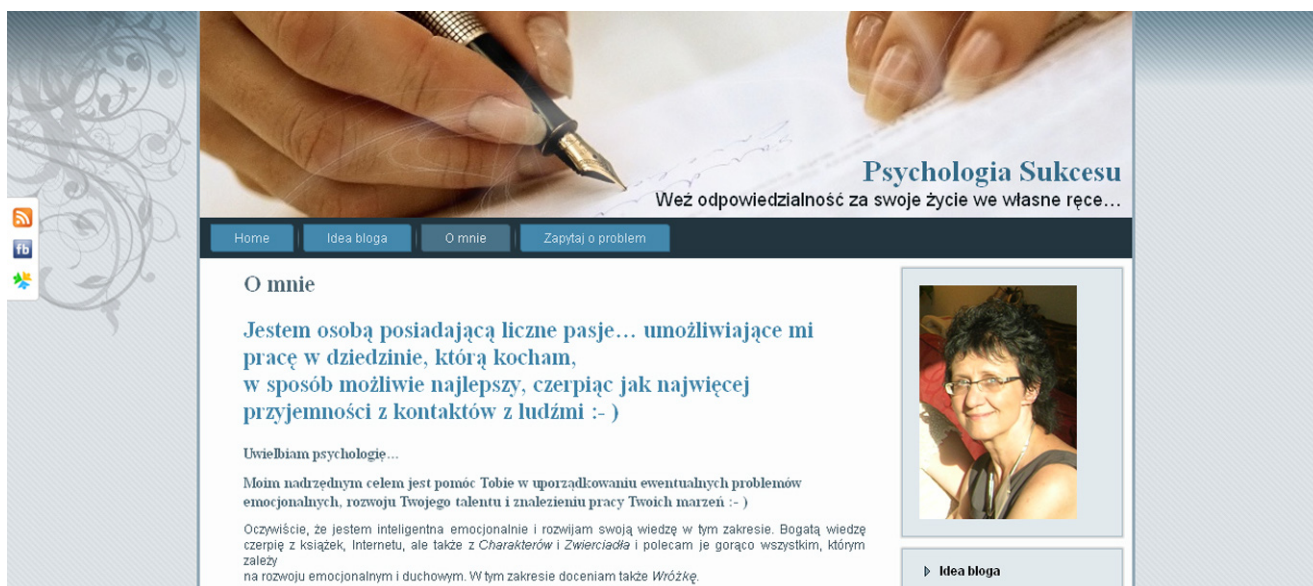 Psychologia Sukcesu
Weź odpowiedzialność za swoje życie we własne ręce...
fb
Home
Idea bloga
O mnie
Zapytaj o problem
O mnie
Jestem osobą posiadającą liczne pasje… umożliwiające mi
pracę w dziedzinie, którą kocham,
w sposób możliwie najlepszy, czerpiąc jak najwięcej
przyjemności z kontaktów z ludźmi :- )
Uwielbiam psychologię…
Moim nadrzędnym celem jest pomóc Tobie w uporządkowaniu ewentualnych problemów
emocjonalnych, rozwoju Twojego talentu i znalezieniu pracy Twoich marzeń :- )
Oczywiście, że jestem inteligentna emocjonalnie i rozwijam swoją wiedzę w tym zakresie. Bogatą wiedzę
czerpię z książek, Internetu, ale także z Charakterów i Zwierciadła i polecam je gorąco wszystkim, którym
zależy
na rozwoju emocjonalnym i duchowym. W tym zakresie doceniam także Wróżkę.
Idea bloga